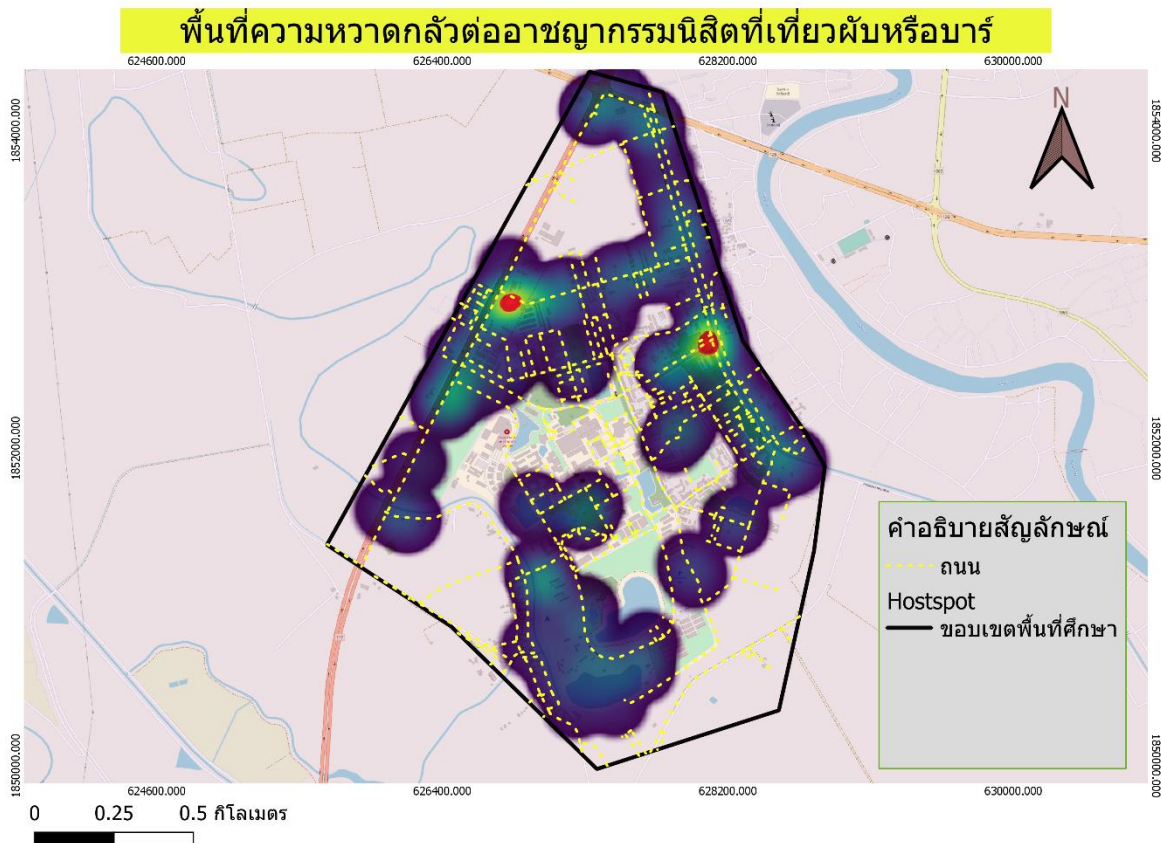 พื้นที่ความหวาดกลัวต่ออาชญากรรมนิสิตที่เที่ยวผับหรือบาร์
624600.000 626400.000 628200.000 630000.000
1854000.000 1854000.000
N
1852000.000 1852000.000
คำอธิบายสัญลักษณ์
ถนน
Hostspot
ขอบเขตพื้นที่ศึกษา
1850000.000 1850000.000
624600.000 626400.000 628200.000 630000.000
0 0.25 0.5 กิโลเมตร